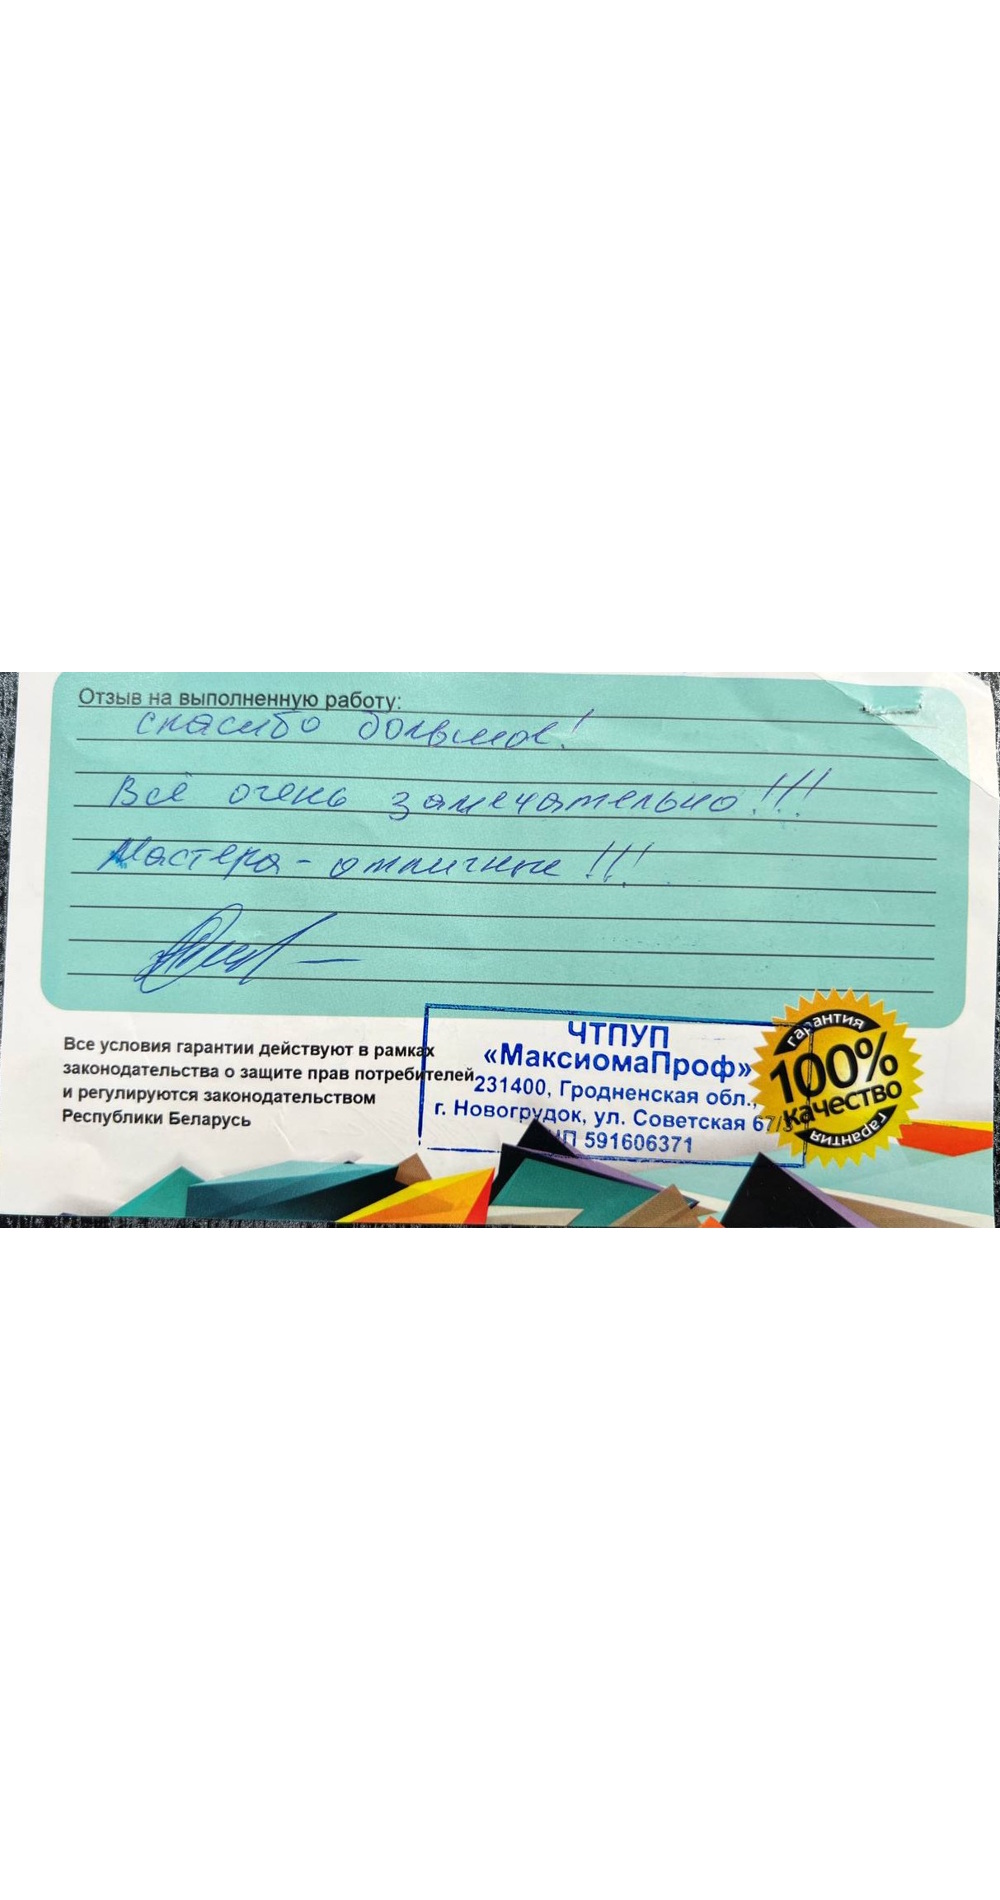 Отзыв на выполненную работу:
спасибо большое!
Всё очень замечательно!!!
Мастера - отличные!!!
Все условия гарантии действуют в рамках
законодательства о защите прав потребителей
и регулируются законодательством
Республики Беларусь
ЧТПУП
«МаксиомаПроф»
231400, Гродненская обл.,
г. Новогрудок, ул. Советская
591606371
гарантия
100%
качество
гарантия